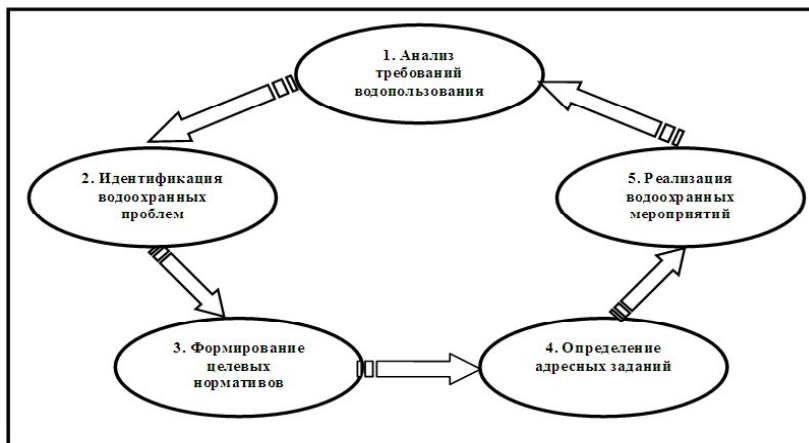 1. Анализ
требований
водопользования
2. Идентификация
водоохранных
проблем
3. Формирование
целевых
нормативов
4. Определение
адресных заданий
5. Реализация
водоохранных
мероприятий